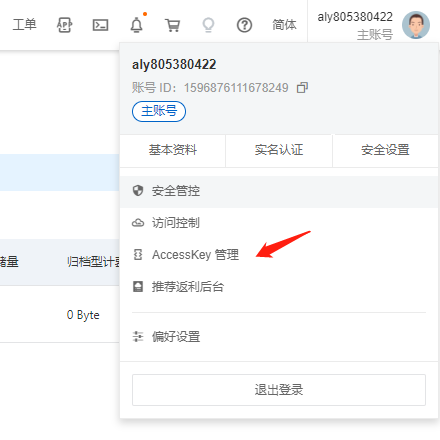 工单
简体
aly805380422
主账号
aly805380422
账号 ID: 1596876111678249
主账号
基本资料
实名认证
安全设置
安全管控
访问控制
AccessKey 管理
推荐返利后台
偏好设置
退出登录
储量
归档型计
0 Byte